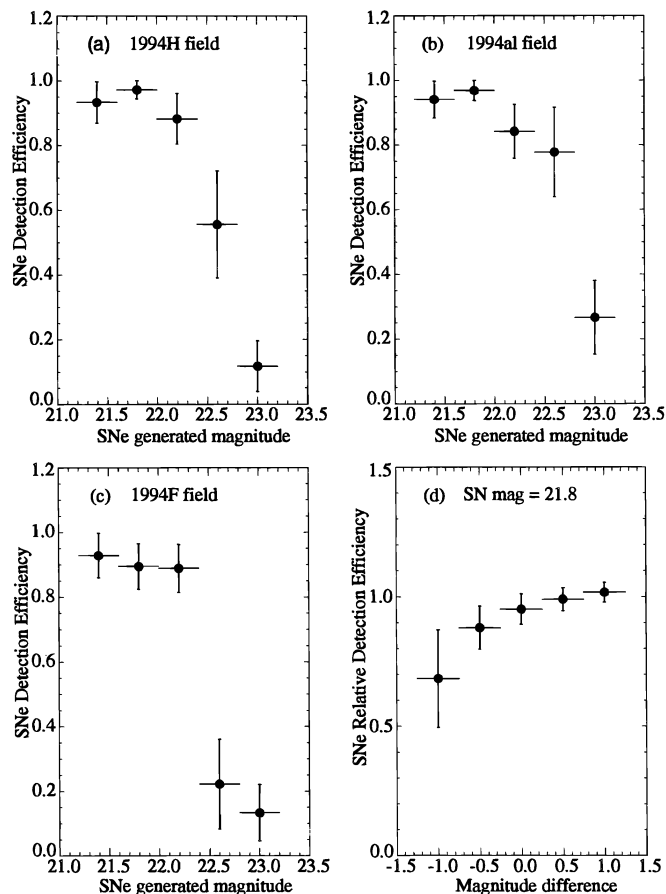 (a) 1994H field
1.2
1.0
0.8
0.6
0.4
0.2
0.0
SNe Detection Efficiency
21.0 21.5 22.0 22.5 23.0 23.5
SNe generated magnitude
(b) 1994al field
1.2
1.0
0.8
0.6
0.4
0.2
0.0
SNe Detection Efficiency
21.0 21.5 22.0 22.5 23.0 23.5
SNe generated magnitude
(c) 1994F field
1.2
1.0
0.8
0.6
0.4
0.2
0.0
SNe Detection Efficiency
21.0 21.5 22.0 22.5 23.0 23.5
SNe generated magnitude
(d) SN mag = 21.8
1.5
1.0
0.5
0.0
SNe Relative Detection Efficiency
-1.5 -1.0 -0.5 0.0 0.5 1.0 1.5
Magnitude difference